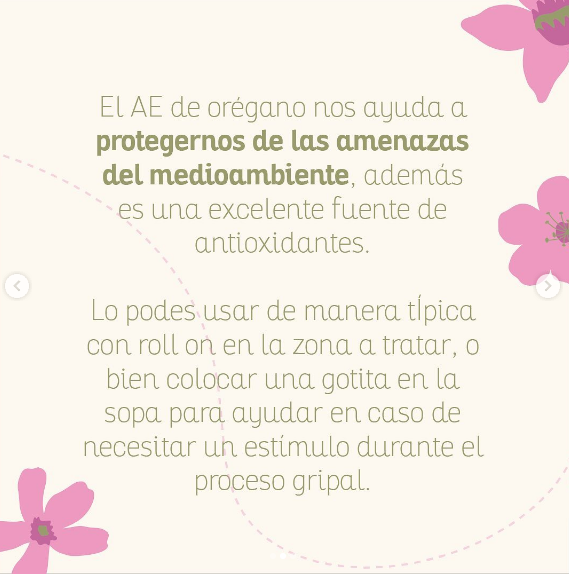 El AE de orégano nos ayuda a
protegernos de las amenazas
del medioambiente, además
es una excelente fuente de
antioxidantes.
Lo podes usar de manera tÍpica
con roll on en la zona a tratar, o
bien colocar una gotita en la
sopa para ayudar en caso de
necesitar un estímulo durante el
proceso gripal.